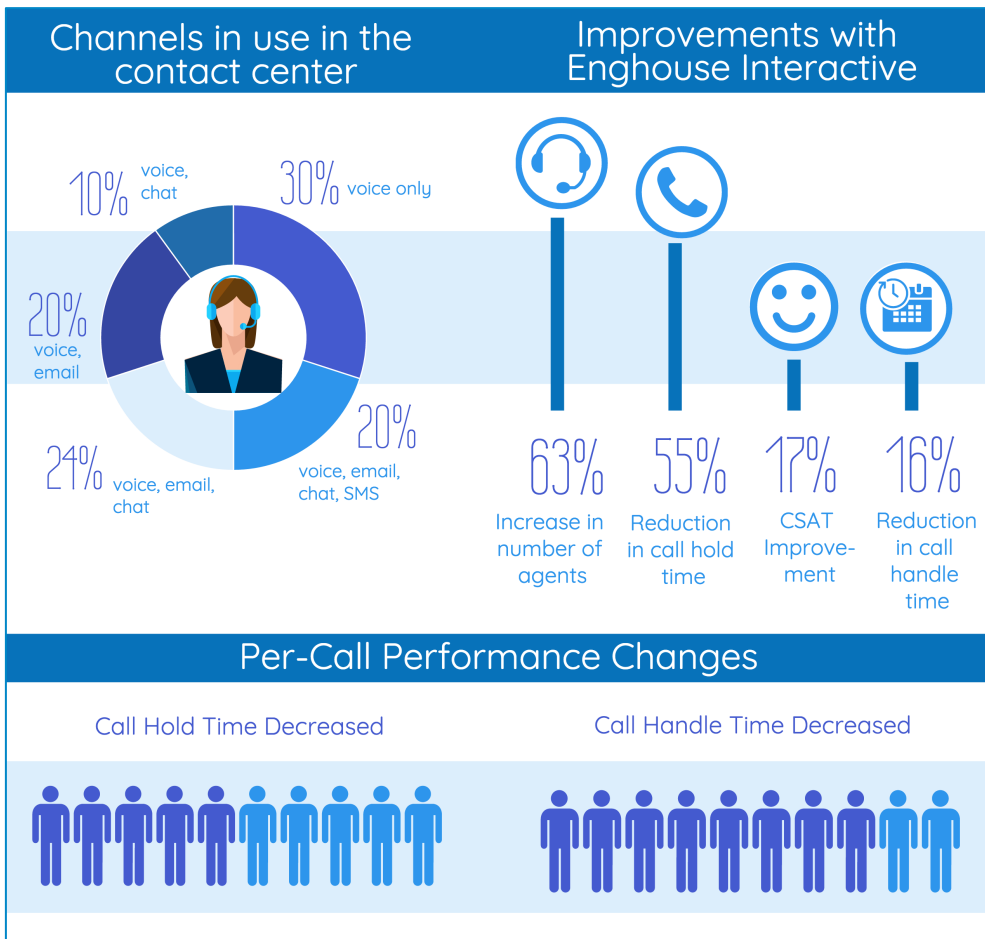 Channels in use in the
contact center
Improvements with
Enghouse Interactive
10%
voice,
chat
30%
voice only
20%
voice,
email
24%
voice, email,
chat
20%
voice, email,
chat, SMS
63%
Increase in
number of
agents
55%
Reduction
in call hold
time
17%
CSAT
Improve-
ment
16%
Reduction
in call
handle
time
Per-Call Performance Changes
Call Hold Time Decreased
Call Handle Time Decreased